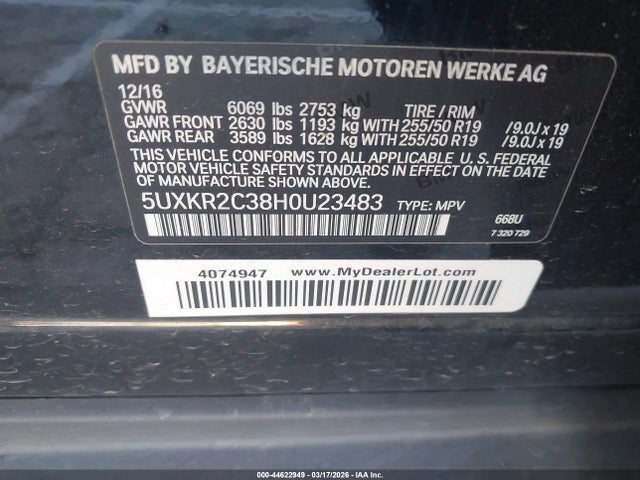 MFD BY BAYERISCHE MOTOREN WERKE AG
12/16
GVWR 6069 lbs 2753 kg TIRE / RIM
GAWR FRONT 2630 lbs 1193 kg WITH 255/50 R19 /9.0J x 19
GAWR REAR 3589 lbs 1628 kg WITH 255/50 R19 /9.0J x 19
THIS VEHICLE CONFORMS TO ALL APPLICABLE U. S. FEDERAL
MOTOR VEHICLE SAFETY STANDARDS IN EFFECT ON THE DATE OF
MANUFACTURE SHOWN ABOVE.
5UXKR2C38H0U23483 TYPE: MPV
668U
7 320 729
4074947 www.MyDealerLot.com
000-44622949 - 03/17/2026 - IAA Inc.